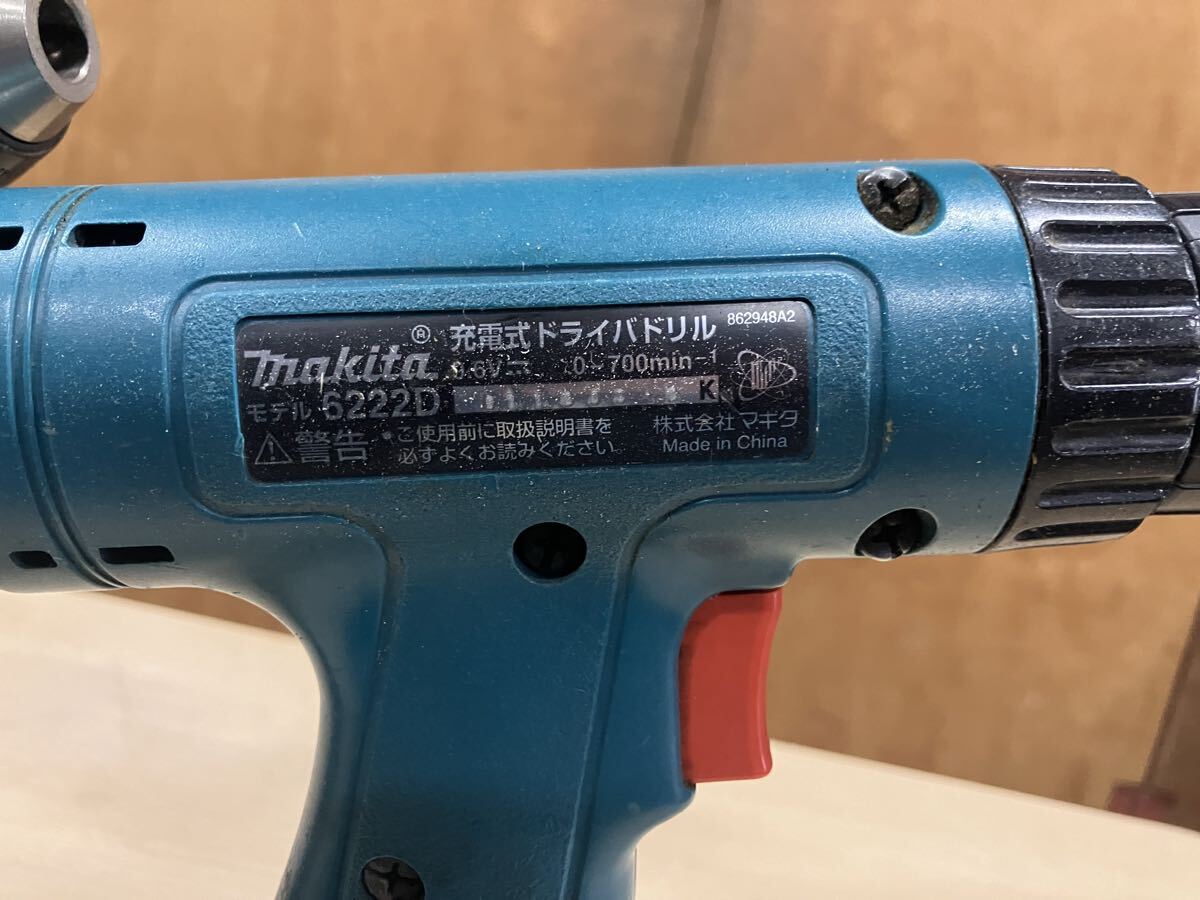 makita® 充電式ドライバドリル 862948A2
9.6V⎓ 0~700min⁻¹
モデル 6222D K
⚠警告 •ご使用前に取扱説明書を
必ずよくお読みください。
株式会社マキタ
Made in China